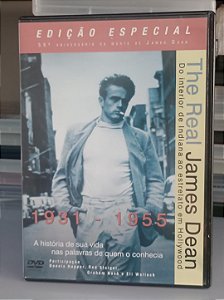 EDIÇÃO ESPECIAL
50º ANIVERSÁRIO DA MORTE DE JAMES DEAN
The Real James Dean
Do interior de Indiana ao estrelato em Hollywood
1931 - 1955
A história de sua vida
nas palavras de quem o conhecia
Participação
Dennis Hopper, Rod Steiger,
Graham Nash e Eli Wallach
DVD